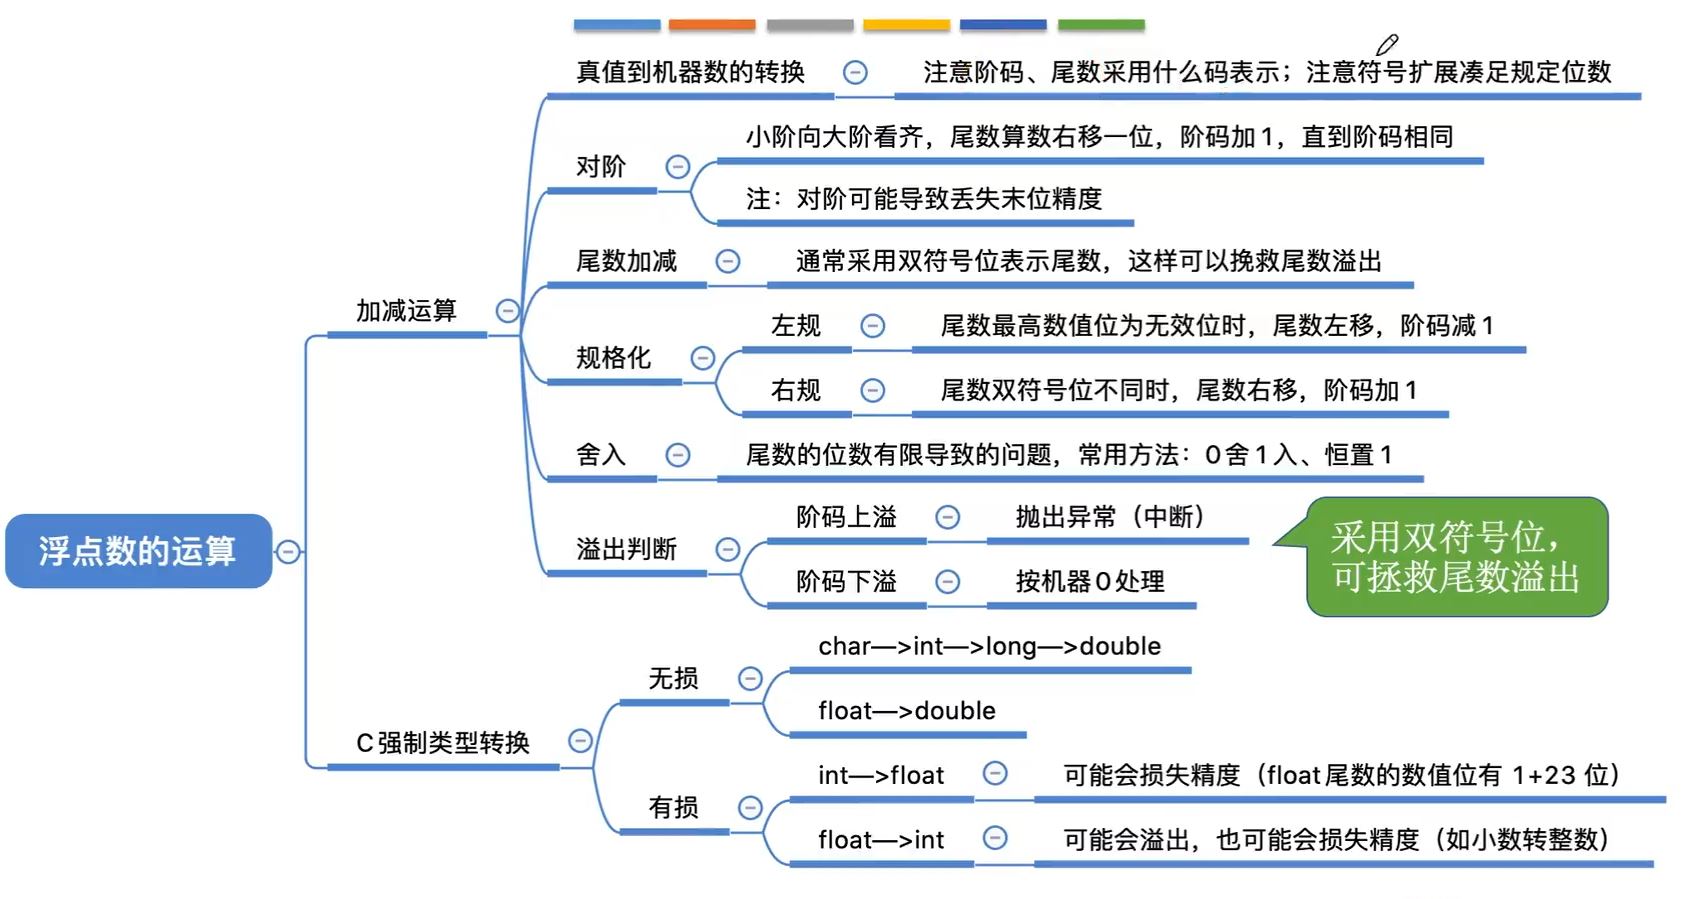 真值到机器数的转换
注意阶码、尾数采用什么码表示；注意符号扩展凑足规定位数
小阶向大阶看齐，尾数算数右移一位，阶码加1，直到阶码相同
对阶
注：对阶可能导致丢失末位精度
尾数加减
通常采用双符号位表示尾数，这样可以挽救尾数溢出
加减运算
左规
尾数最高数值位为无效位时，尾数左移，阶码减1
规格化
右规
尾数双符号位不同时，尾数右移，阶码加1
舍入
尾数的位数有限导致的问题，常用方法：0舍1入、恒置1
阶码上溢
抛出异常（中断）
溢出判断
阶码下溢
按机器0处理
采用双符号位，
可拯救尾数溢出
浮点数的运算
char—>int—>long—>double
无损
float—>double
C强制类型转换
int—>float
可能会损失精度（float尾数的数值位有 1+23 位）
有损
float—>int
可能会溢出，也可能会损失精度（如小数转整数）